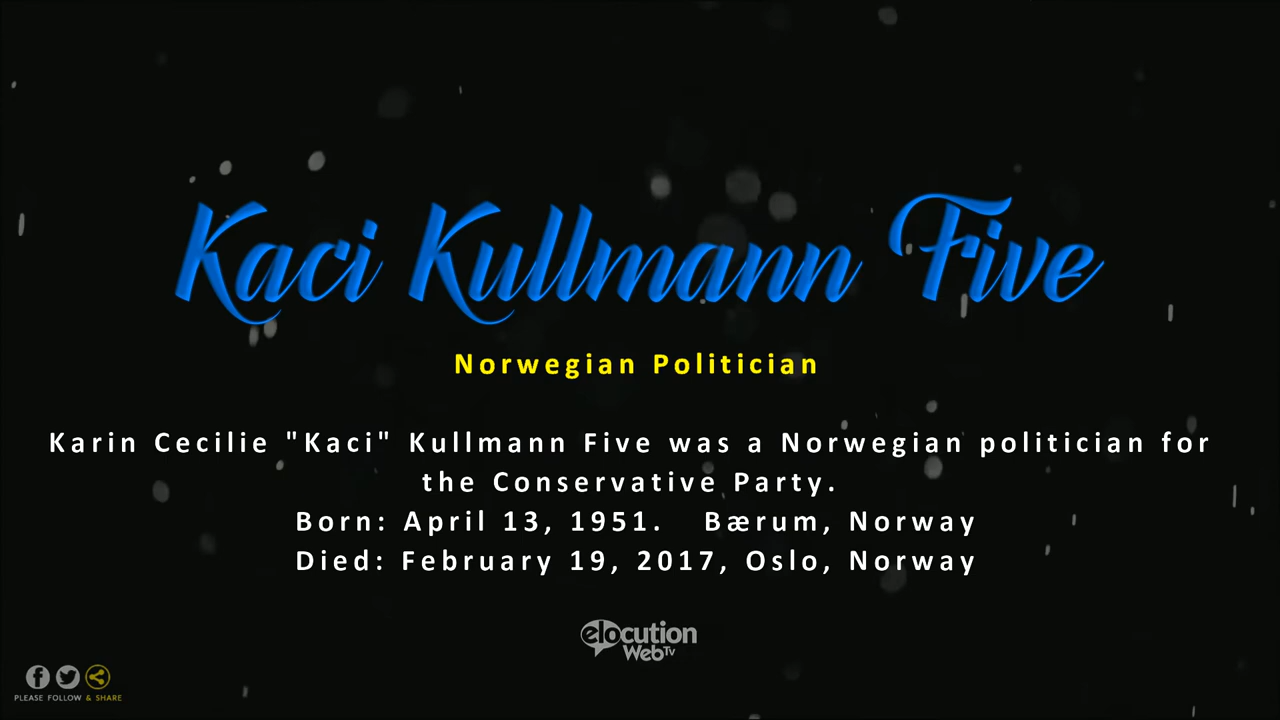 Kaci Kullmann Five
Norwegian Politician
Karin Cecilie "Kaci" Kullmann Five was a Norwegian politician for
the Conservative Party.
Born: April 13, 1951. Bærum, Norway
Died: February 19, 2017, Oslo, Norway
elocution
WebTv
PLEASE FOLLOW & SHARE